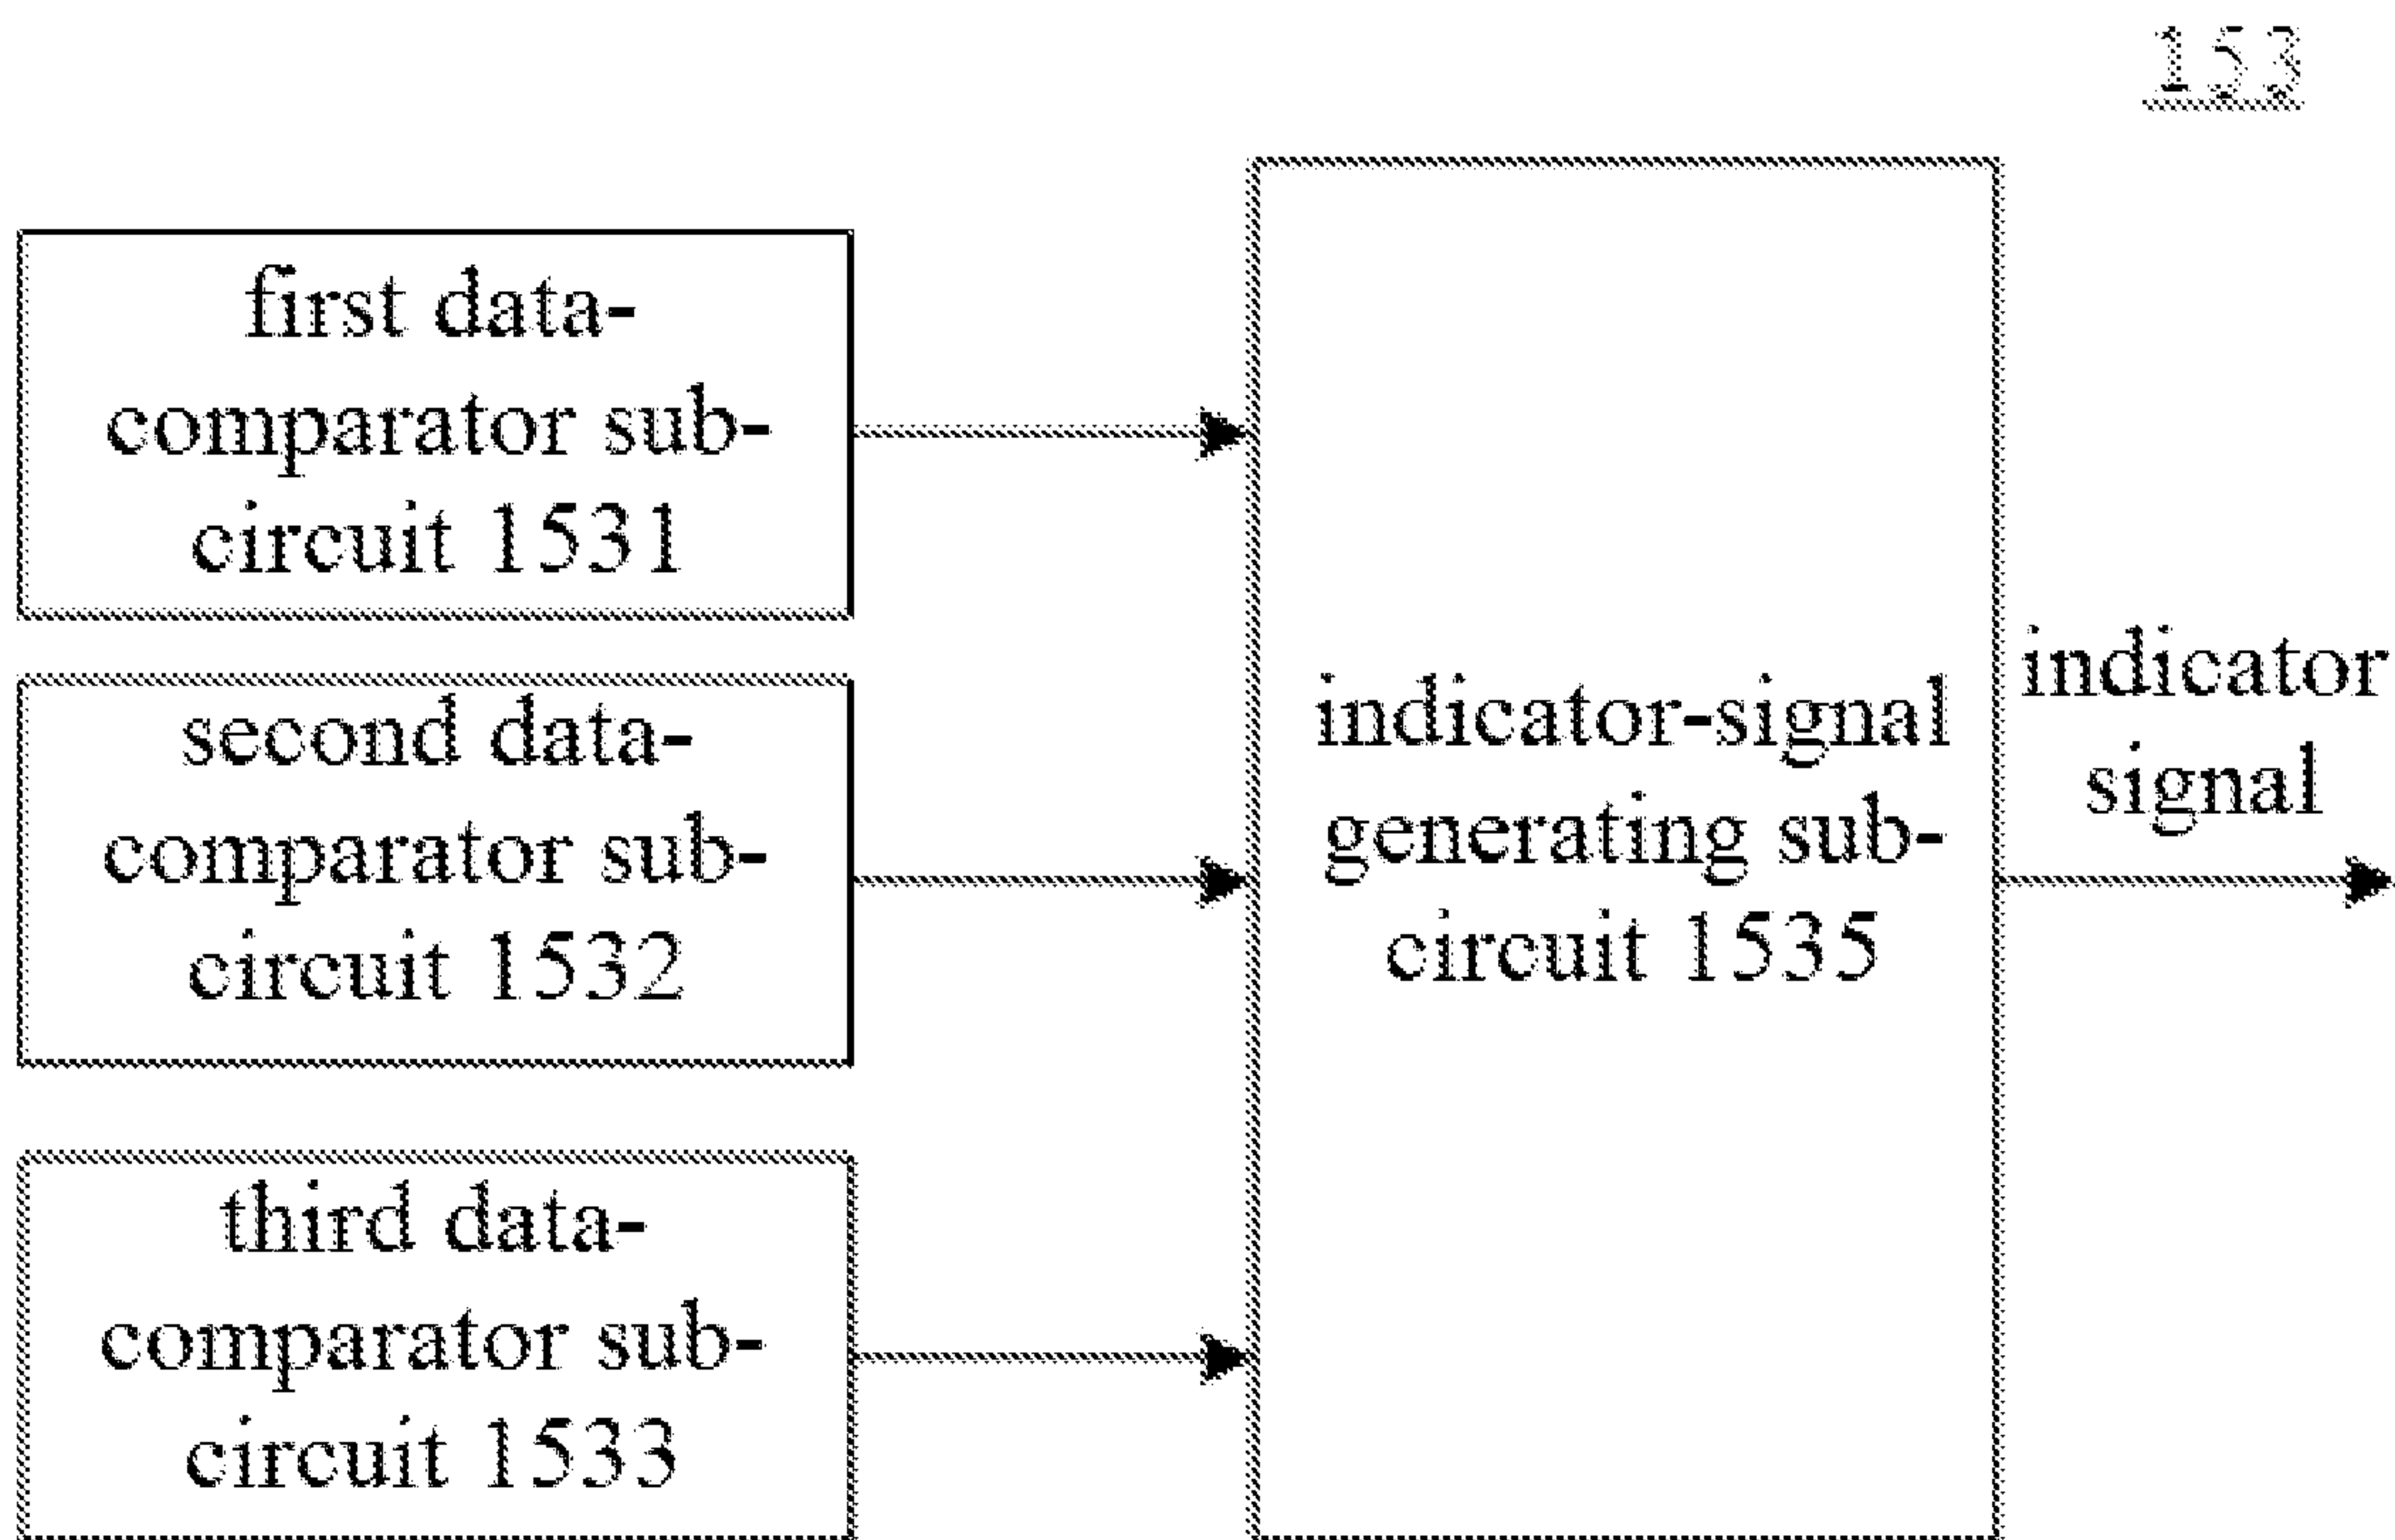 153
first data-
comparator sub-
circuit 1531
second data-
comparator sub-
circuit 1532
third data-
comparator sub-
circuit 1533
indicator-signal
generating sub-
circuit 1535
indicator
signal